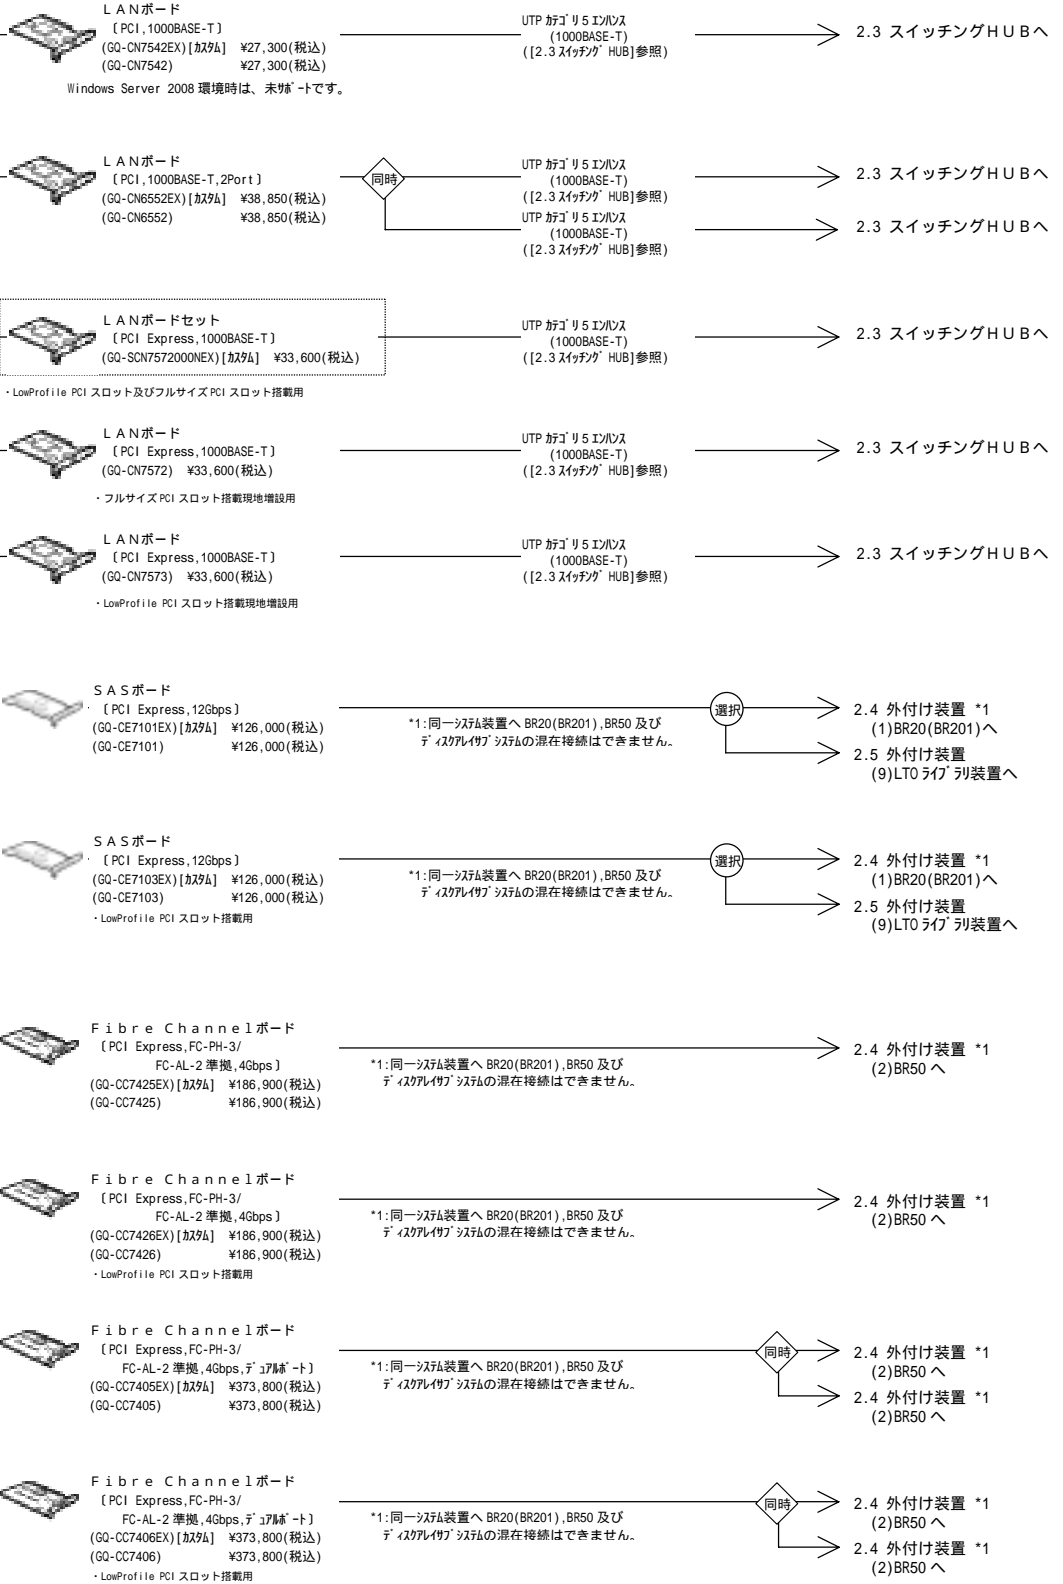 ＬＡＮボード
〔PCI,1000BASE-T〕
(GQ-CN7542EX)[ｶｽﾀﾑ] ¥27,300(税込)
(GQ-CN7542) ¥27,300(税込)
Windows Server 2008 環境時は、未ｻﾎﾟｰﾄです。
UTP ｶﾃｺﾞﾘ 5 ｴﾝﾊﾝｽ
(1000BASE-T)
([2.3 ｽｲｯﾁﾝｸﾞ HUB]参照)
2.3 スイッチングＨＵＢへ
ＬＡＮボード
〔PCI,1000BASE-T,2Port〕
(GQ-CN6552EX)[ｶｽﾀﾑ] ¥38,850(税込)
(GQ-CN6552) ¥38,850(税込)
同時
UTP ｶﾃｺﾞﾘ 5 ｴﾝﾊﾝｽ
(1000BASE-T)
([2.3 ｽｲｯﾁﾝｸﾞ HUB]参照)
2.3 スイッチングＨＵＢへ
UTP ｶﾃｺﾞﾘ 5 ｴﾝﾊﾝｽ
(1000BASE-T)
([2.3 ｽｲｯﾁﾝｸﾞ HUB]参照)
2.3 スイッチングＨＵＢへ
ＬＡＮボードセット
〔PCI Express,1000BASE-T〕
(GQ-SCN7572000NEX)[ｶｽﾀﾑ] ¥33,600(税込)
・LowProfile PCI スロット及びフルサイズ PCI スロット搭載用
UTP ｶﾃｺﾞﾘ 5 ｴﾝﾊﾝｽ
(1000BASE-T)
([2.3 ｽｲｯﾁﾝｸﾞ HUB]参照)
2.3 スイッチングＨＵＢへ
ＬＡＮボード
〔PCI Express,1000BASE-T〕
(GQ-CN7572) ¥33,600(税込)
・フルサイズ PCI スロット搭載現地増設用
UTP ｶﾃｺﾞﾘ 5 ｴﾝﾊﾝｽ
(1000BASE-T)
([2.3 ｽｲｯﾁﾝｸﾞ HUB]参照)
2.3 スイッチングＨＵＢへ
ＬＡＮボード
〔PCI Express,1000BASE-T〕
(GQ-CN7573) ¥33,600(税込)
・LowProfile PCI スロット搭載現地増設用
UTP ｶﾃｺﾞﾘ 5 ｴﾝﾊﾝｽ
(1000BASE-T)
([2.3 ｽｲｯﾁﾝｸﾞ HUB]参照)
2.3 スイッチングＨＵＢへ
ＳＡＳボード
〔PCI Express,12Gbps〕
(GQ-CE7101EX)[ｶｽﾀﾑ] ¥126,000(税込)
(GQ-CE7101) ¥126,000(税込)
*1:同一ｼｽﾃﾑ装置へ BR20(BR201),BR50 及び
ﾃﾞｨｽｸｱﾚｲｻﾌﾞｼｽﾃﾑの混在接続はできません。
選択
2.4 外付け装置 *1
(1)BR20(BR201)へ
2.5 外付け装置
(9)LTO ﾗｲﾌﾞﾗﾘ装置へ
ＳＡＳボード
〔PCI Express,12Gbps〕
(GQ-CE7103EX)[ｶｽﾀﾑ] ¥126,000(税込)
(GQ-CE7103) ¥126,000(税込)
・LowProfile PCI スロット搭載用
*1:同一ｼｽﾃﾑ装置へ BR20(BR201),BR50 及び
ﾃﾞｨｽｸｱﾚｲｻﾌﾞｼｽﾃﾑの混在接続はできません。
選択
2.4 外付け装置 *1
(1)BR20(BR201)へ
2.5 外付け装置
(9)LTO ﾗｲﾌﾞﾗﾘ装置へ
Ｆｉｂｒｅ Ｃｈａｎｎｅｌボード
〔PCI Express,FC-PH-3/
FC-AL-2 準拠,4Gbps〕
(GQ-CC7425EX)[ｶｽﾀﾑ] ¥186,900(税込)
(GQ-CC7425) ¥186,900(税込)
*1:同一ｼｽﾃﾑ装置へ BR20(BR201),BR50 及び
ﾃﾞｨｽｸｱﾚｲｻﾌﾞｼｽﾃﾑの混在接続はできません。
2.4 外付け装置 *1
(2)BR50 へ
Ｆｉｂｒｅ Ｃｈａｎｎｅｌボード
〔PCI Express,FC-PH-3/
FC-AL-2 準拠,4Gbps〕
(GQ-CC7426EX)[ｶｽﾀﾑ] ¥186,900(税込)
(GQ-CC7426) ¥186,900(税込)
・LowProfile PCI スロット搭載用
*1:同一ｼｽﾃﾑ装置へ BR20(BR201),BR50 及び
ﾃﾞｨｽｸｱﾚｲｻﾌﾞｼｽﾃﾑの混在接続はできません。
2.4 外付け装置 *1
(2)BR50 へ
Ｆｉｂｒｅ Ｃｈａｎｎｅｌボード
〔PCI Express,FC-PH-3/
FC-AL-2 準拠,4Gbps,ﾃﾞｭｱﾙﾎﾟｰﾄ〕
(GQ-CC7405EX)[ｶｽﾀﾑ] ¥373,800(税込)
(GQ-CC7405) ¥373,800(税込)
*1:同一ｼｽﾃﾑ装置へ BR20(BR201),BR50 及び
ﾃﾞｨｽｸｱﾚｲｻﾌﾞｼｽﾃﾑの混在接続はできません。
同時
2.4 外付け装置 *1
(2)BR50 へ
2.4 外付け装置 *1
(2)BR50 へ
Ｆｉｂｒｅ Ｃｈａｎｎｅｌボード
〔PCI Express,FC-PH-3/
FC-AL-2 準拠,4Gbps,ﾃﾞｭｱﾙﾎﾟｰﾄ〕
(GQ-CC7406EX)[ｶｽﾀﾑ] ¥373,800(税込)
(GQ-CC7406) ¥373,800(税込)
・LowProfile PCI スロット搭載用
*1:同一ｼｽﾃﾑ装置へ BR20(BR201),BR50 及び
ﾃﾞｨｽｸｱﾚｲｻﾌﾞｼｽﾃﾑの混在接続はできません。
同時
2.4 外付け装置 *1
(2)BR50 へ
2.4 外付け装置 *1
(2)BR50 へ